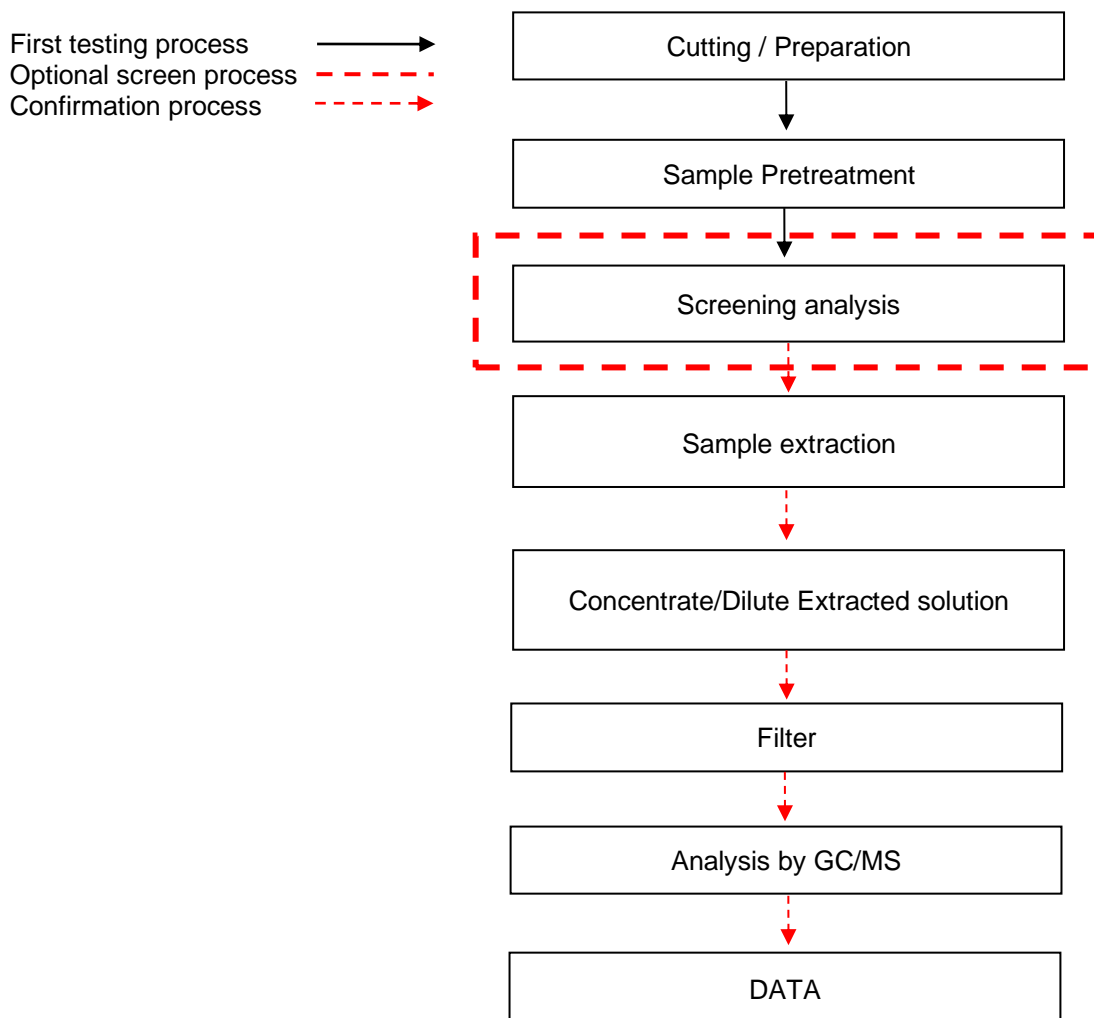 First testing process
Optional screen process
Confirmation process
Cutting / Preparation
Sample Pretreatment
Screening analysis
Sample extraction
Concentrate/Dilute Extracted solution
Filter
Analysis by GC/MS
DATA